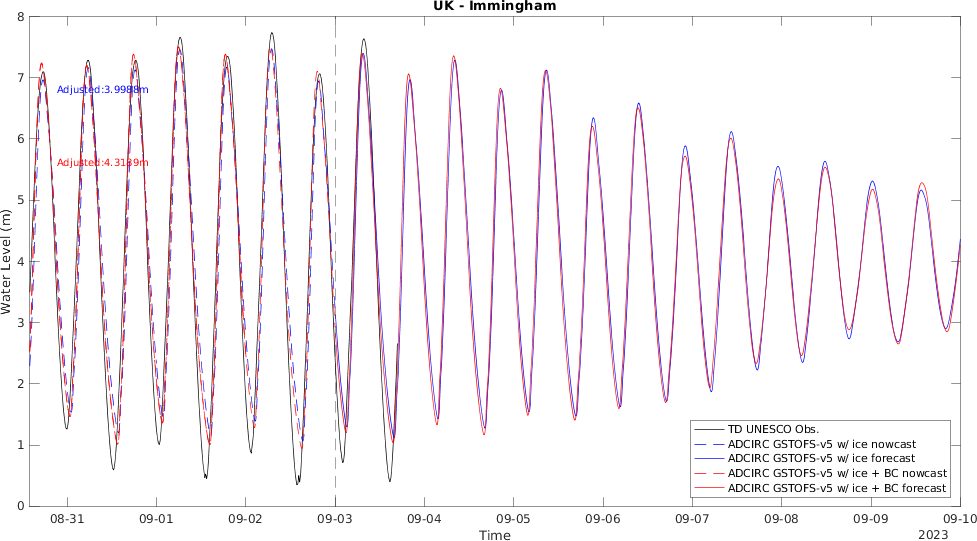 UK - Immingham
8
7
6
5
4
3
2
1
0
Water Level (m)
Adjusted:3.9988m
Adjusted:4.3139m
TD UNESCO Obs.
ADCIRC GSTOFS-v5 w/ ice nowcast
ADCIRC GSTOFS-v5 w/ ice forecast
ADCIRC GSTOFS-v5 w/ ice + BC nowcast
ADCIRC GSTOFS-v5 w/ ice + BC forecast
08-31 09-01 09-02 09-03 09-04 09-05 09-06 09-07 09-08 09-09 09-10
Time
2023